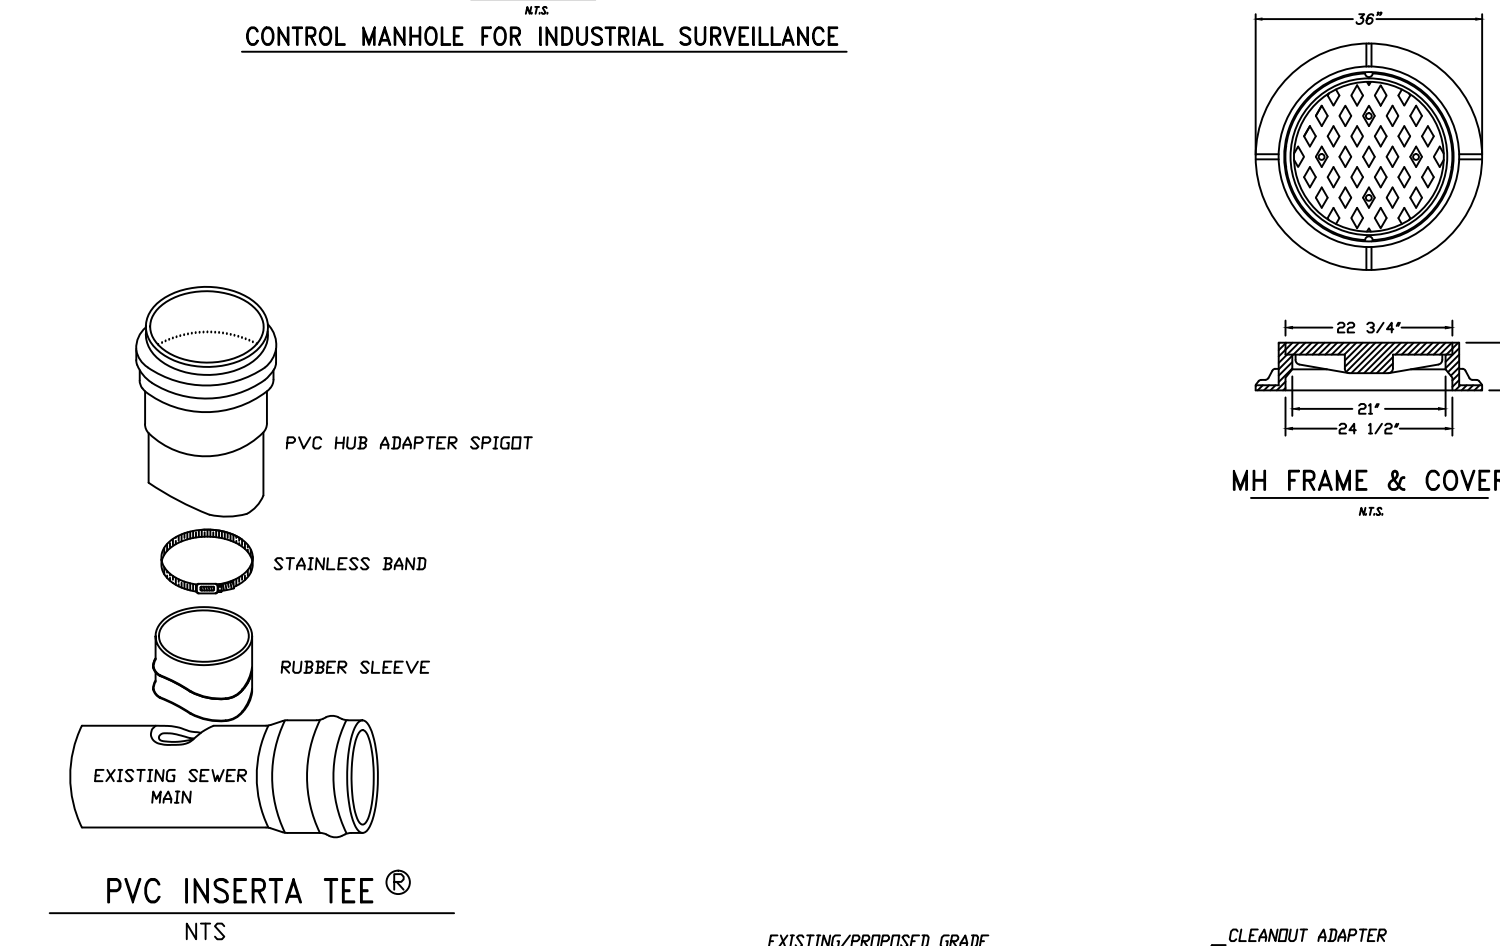 N.T.S.
CONTROL MANHOLE FOR INDUSTRIAL SURVEILLANCE
36"
22 3/4"
21"
24 1/2"
MH FRAME & COVER
N.T.S.
PVC HUB ADAPTER SPIGOT
STAINLESS BAND
RUBBER SLEEVE
EXISTING SEWER
MAIN
PVC INSERTA TEE ®
NTS
EXISTING/PROPOSED GRADE
CLEANOUT ADAPTER